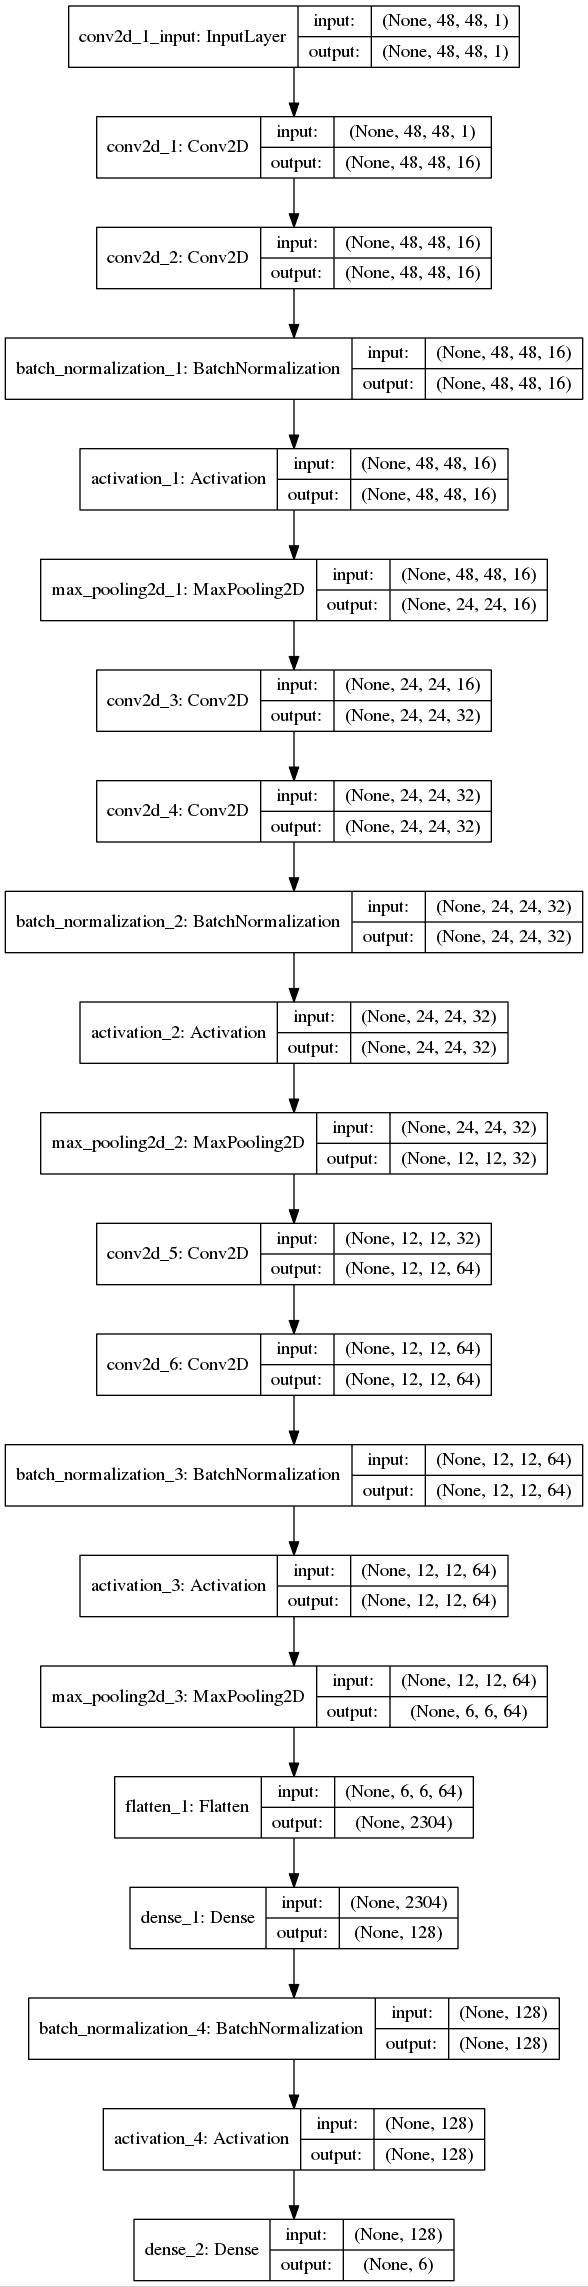 conv2d_1_input: InputLayer
input: (None, 48, 48, 1)
output: (None, 48, 48, 1)
conv2d_1: Conv2D
input: (None, 48, 48, 1)
output: (None, 48, 48, 16)
conv2d_2: Conv2D
input: (None, 48, 48, 16)
output: (None, 48, 48, 16)
batch_normalization_1: BatchNormalization
input: (None, 48, 48, 16)
output: (None, 48, 48, 16)
activation_1: Activation
input: (None, 48, 48, 16)
output: (None, 48, 48, 16)
max_pooling2d_1: MaxPooling2D
input: (None, 48, 48, 16)
output: (None, 24, 24, 16)
conv2d_3: Conv2D
input: (None, 24, 24, 16)
output: (None, 24, 24, 32)
conv2d_4: Conv2D
input: (None, 24, 24, 32)
output: (None, 24, 24, 32)
batch_normalization_2: BatchNormalization
input: (None, 24, 24, 32)
output: (None, 24, 24, 32)
activation_2: Activation
input: (None, 24, 24, 32)
output: (None, 24, 24, 32)
max_pooling2d_2: MaxPooling2D
input: (None, 24, 24, 32)
output: (None, 12, 12, 32)
conv2d_5: Conv2D
input: (None, 12, 12, 32)
output: (None, 12, 12, 64)
conv2d_6: Conv2D
input: (None, 12, 12, 64)
output: (None, 12, 12, 64)
batch_normalization_3: BatchNormalization
input: (None, 12, 12, 64)
output: (None, 12, 12, 64)
activation_3: Activation
input: (None, 12, 12, 64)
output: (None, 12, 12, 64)
max_pooling2d_3: MaxPooling2D
input: (None, 12, 12, 64)
output: (None, 6, 6, 64)
flatten_1: Flatten
input: (None, 6, 6, 64)
output: (None, 2304)
dense_1: Dense
input: (None, 2304)
output: (None, 128)
batch_normalization_4: BatchNormalization
input: (None, 128)
output: (None, 128)
activation_4: Activation
input: (None, 128)
output: (None, 128)
dense_2: Dense
input: (None, 128)
output: (None, 6)